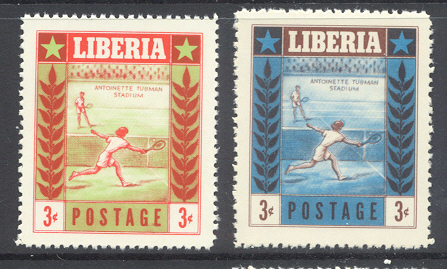 LIBERIA
ANTOINETTE TUBMAN
STADIUM
3¢ POSTAGE 3¢
LIBERIA
ANTOINETTE TUBMAN
STADIUM
3¢ POSTAGE 3¢